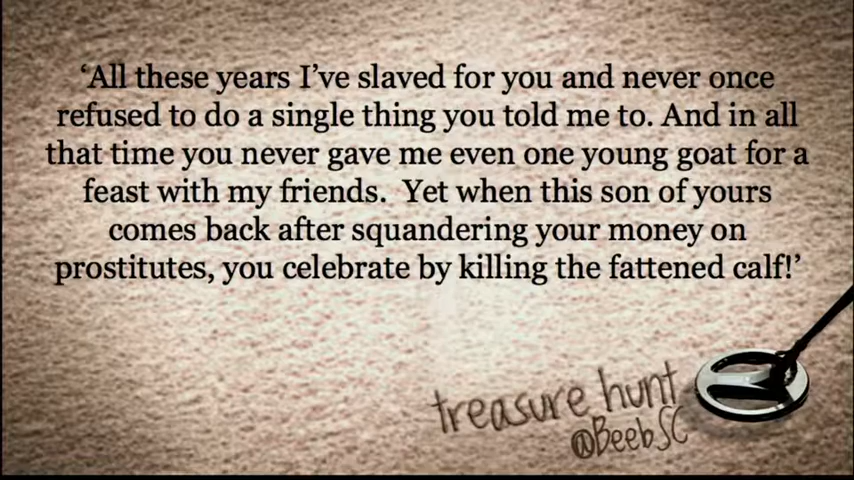 ‘All these years I’ve slaved for you and never once
refused to do a single thing you told me to. And in all
that time you never gave me even one young goat for a
feast with my friends.  Yet when this son of yours
comes back after squandering your money on
prostitutes, you celebrate by killing the fattened calf!’
treasure hunt
@BeebSC